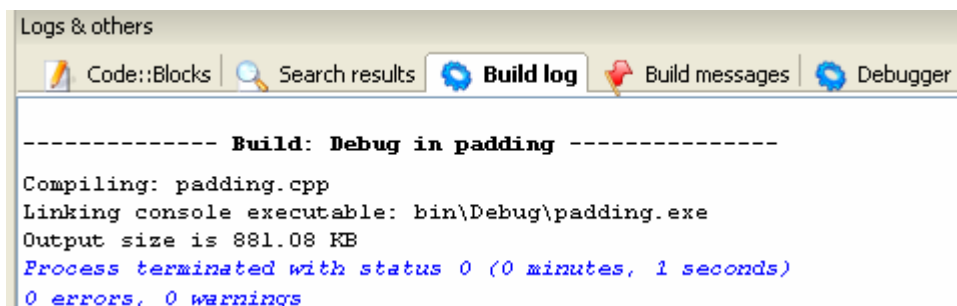 Logs & others
Code::Blocks Search results Build log Build messages Debugger
-------------- Build: Debug in padding ---------------
Compiling: padding.cpp
Linking console executable: bin\Debug\padding.exe
Output size is 881.08 KB
Process terminated with status 0 (0 minutes, 1 seconds)
0 errors, 0 warnings